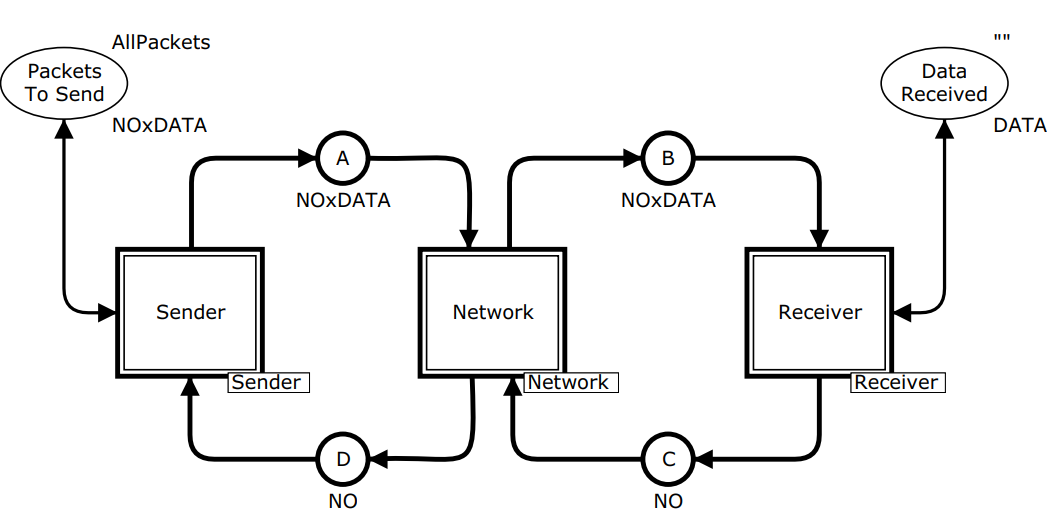 AllPackets
Packets
To Send
NOxDATA
""
Data
Received
DATA
A
NOxDATA
B
NOxDATA
Sender
Sender
Network
Network
Receiver
Receiver
D
NO
C
NO